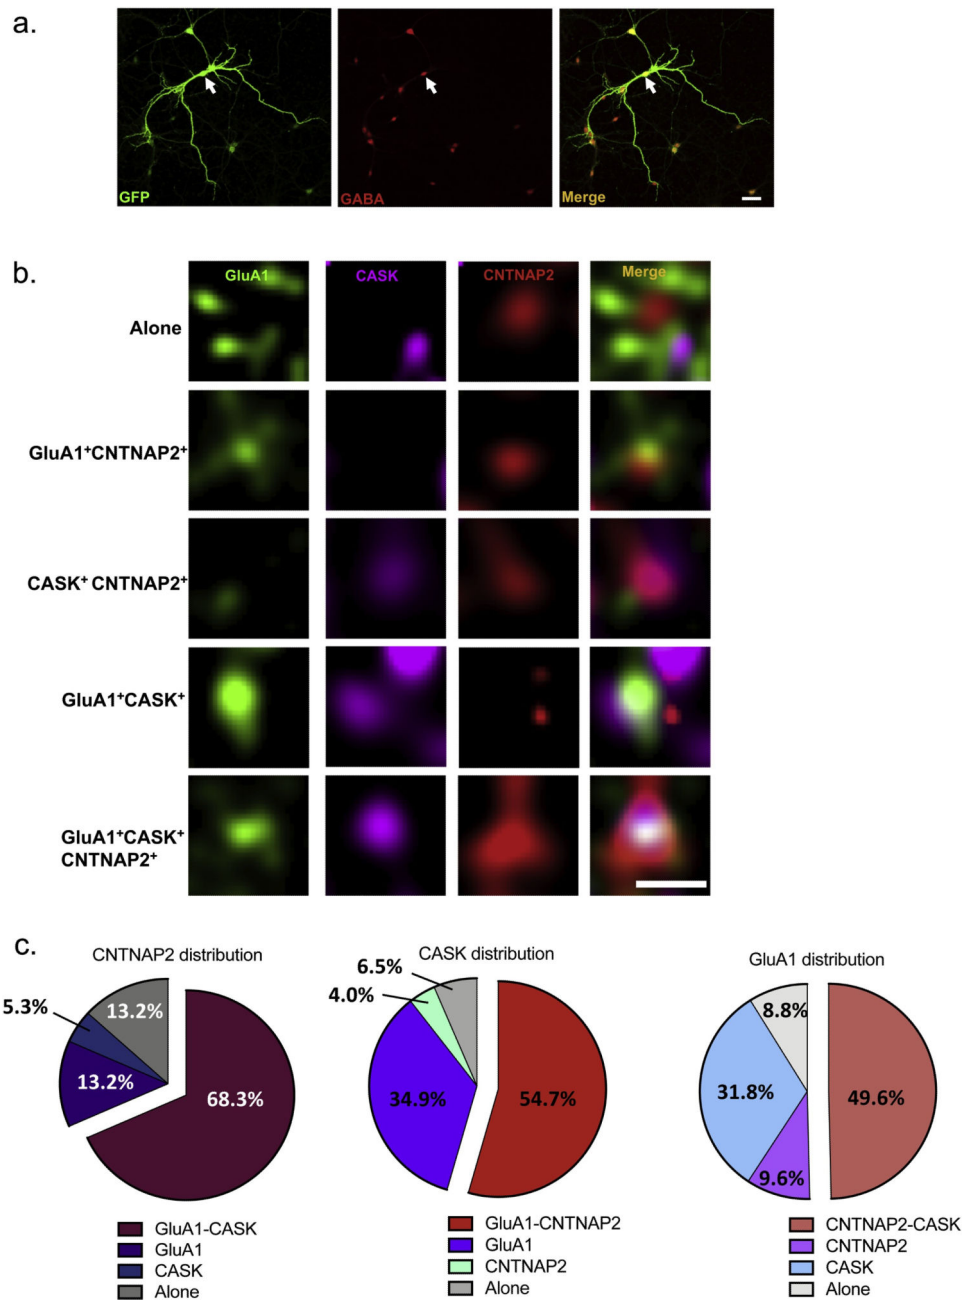 a.
GFP
GABA
Merge
b.
GluA1
CASK
CNTNAP2
Merge
Alone
GluA1⁺CNTNAP2⁺
CASK⁺ CNTNAP2⁺
GluA1⁺CASK⁺
GluA1⁺CASK⁺
CNTNAP2⁺
c.
CNTNAP2 distribution
5.3%
13.2%
13.2%
68.3%
GluA1-CASK
GluA1
CASK
Alone
CASK distribution
6.5%
4.0%
34.9%
54.7%
GluA1-CNTNAP2
GluA1
CNTNAP2
Alone
GluA1 distribution
8.8%
31.8%
49.6%
9.6%
CNTNAP2-CASK
CNTNAP2
CASK
Alone